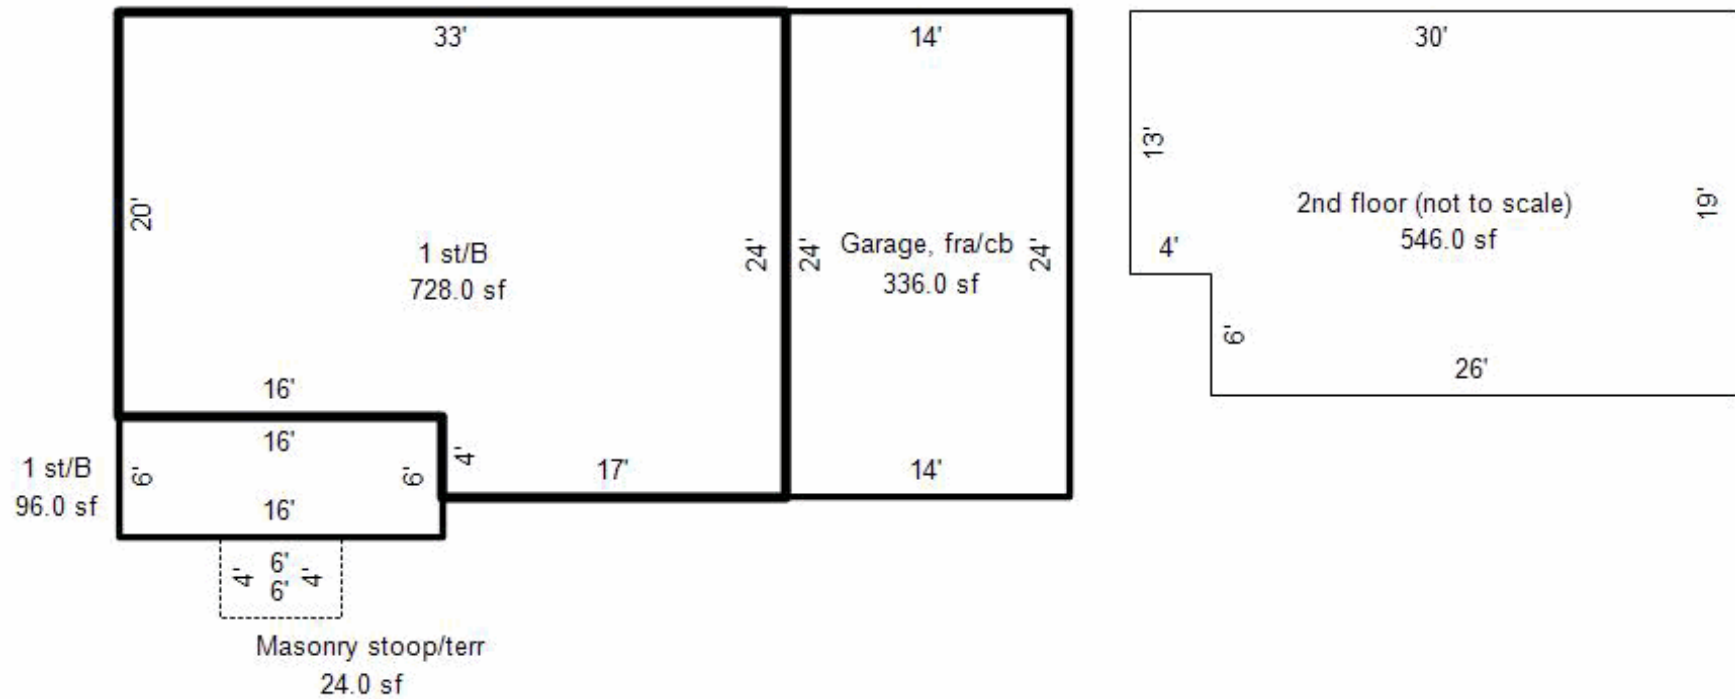 33'
14'
30'
20'
1 st/B
728.0 sf
24'
24'
Garage, fra/cb
336.0 sf
24'
13'
2nd floor (not to scale)
546.0 sf
19'
4'
6'
26'
16'
16'
4'
17'
14'
1 st/B
96.0 sf
6'
6'
16'
4'
6'
6'
4'
Masonry stoop/terr
24.0 sf